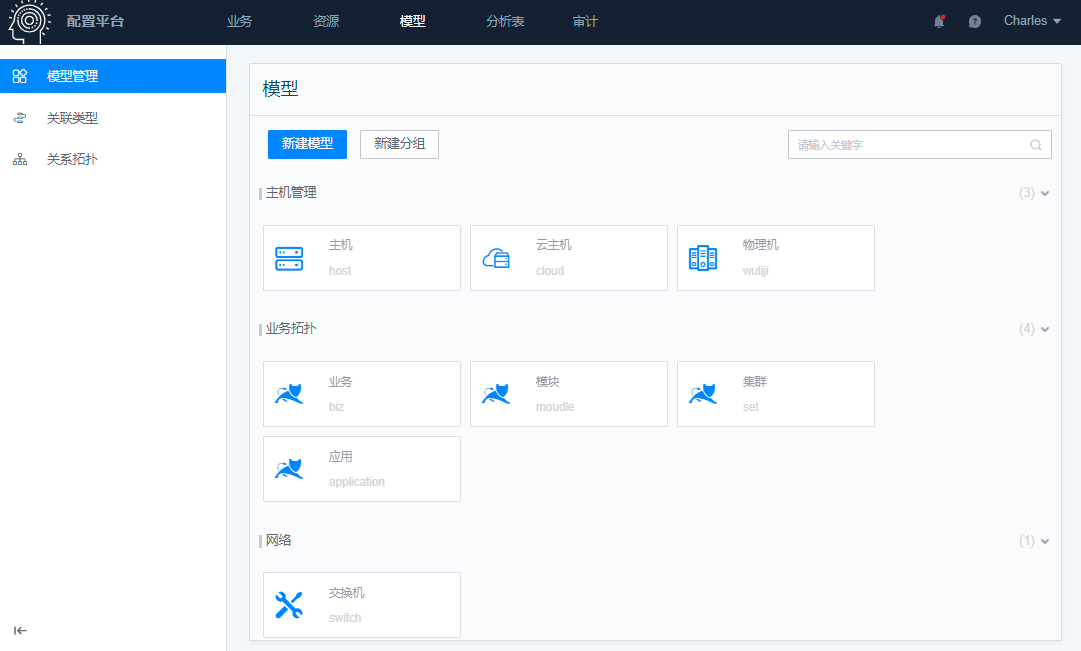 配置平台 业务 资源 模型 分析表 审计 Charles
模型管理
关联类型
关系拓扑
模型
新建模型 新建分组 请输入关键字
主机管理 (3)
主机 云主机 物理机
host cloud wuliji
业务拓扑 (4)
业务 模块 集群
biz moudle set
应用
application
网络 (1)
交换机
switch